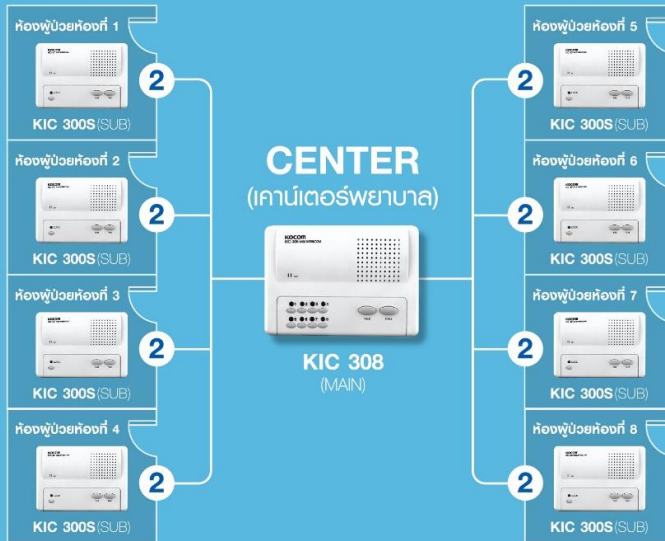 ห้องผู้ป่วยห้องที่ 1
2
KIC 300S (SUB)
ห้องผู้ป่วยห้องที่ 2
2
KIC 300S (SUB)
ห้องผู้ป่วยห้องที่ 3
2
KIC 300S (SUB)
ห้องผู้ป่วยห้องที่ 4
2
KIC 300S (SUB)
CENTER
(เคาน์เตอร์พยาบาล)
KOCOM
KIC 308
(MAIN)
ห้องผู้ป่วยห้องที่ 5
2
KIC 300S (SUB)
ห้องผู้ป่วยห้องที่ 6
2
KIC 300S (SUB)
ห้องผู้ป่วยห้องที่ 7
2
KIC 300S (SUB)
ห้องผู้ป่วยห้องที่ 8
2
KIC 300S (SUB)